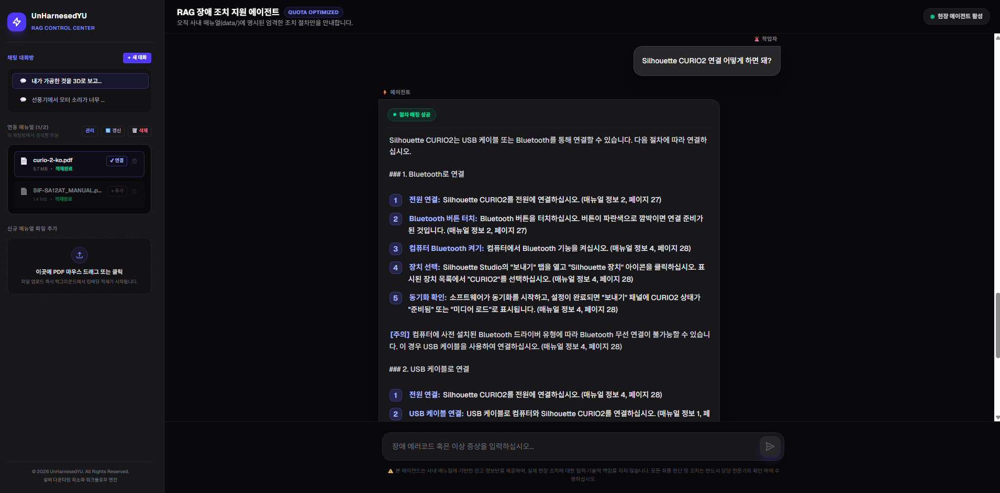 UnHarnesedYU
RAG CONTROL CENTER
채팅 대화방
+ 새 대화
내가 가공한 것을 3D로 보고...
선풍기에서 모터 소리가 너무 ...
연동 매뉴얼 (1/2)
이 채팅방에서 검색할 파일
관리
갱신
삭제
curio-2-ko.pdf
5.7 MB • 적재완료
✓연결
SIF-SA12AT_MANUAL.p...
1.4 MB • 적재완료
+ 추가
신규 매뉴얼 파일 추가
이곳에 PDF 마우스 드래그 또는 클릭
파일 업로드 즉시 백그라운드에서 임베딩 적재가 시작됩니다.
© 2026 UnHarnesedYU. All Rights Reserved.
설비 다운타임 최소화 워크플로우 엔진
RAG 장애 조치 지원 에이전트
QUOTA OPTIMIZED
오직 사내 매뉴얼(data/)에 명시된 엄격한 조치 절차만을 안내합니다.
현장 에이전트 활성
작업자
Silhouette CURIO2 연결 어떻게 하면 돼?
에이전트
절차 매칭 성공
Silhouette CURIO2는 USB 케이블 또는 Bluetooth를 통해 연결할 수 있습니다. 다음 절차에 따라 연결하
십시오.
### 1. Bluetooth로 연결
1 전원 연결: Silhouette CURIO2를 전원에 연결하십시오. (매뉴얼 정보 2, 페이지 27)
2 Bluetooth 버튼 터치: Bluetooth 버튼을 터치하십시오. 버튼이 파란색으로 깜박이면 연결 준비가
된 것입니다. (매뉴얼 정보 2, 페이지 27)
3 컴퓨터 Bluetooth 켜기: 컴퓨터에서 Bluetooth 기능을 켜십시오. (매뉴얼 정보 4, 페이지 28)
4 장치 선택: Silhouette Studio의 "보내기" 탭을 열고 "Silhouette 장치" 아이콘을 클릭하십시오. 표
시된 장치 목록에서 "CURIO2"를 선택하십시오. (매뉴얼 정보 4, 페이지 28)
5 동기화 확인: 소프트웨어가 동기화를 시작하고, 설정이 완료되면 "보내기" 패널에 CURIO2 상태가
"준비됨" 또는 "미디어 로드"로 표시됩니다. (매뉴얼 정보 4, 페이지 28)
[주의] 컴퓨터에 사전 설치된 Bluetooth 드라이버 유형에 따라 Bluetooth 무선 연결이 불가능할 수 있습니
다. 이 경우 USB 케이블을 사용하여 연결하십시오. (매뉴얼 정보 4, 페이지 28)
### 2. USB 케이블로 연결
1 전원 연결: Silhouette CURIO2를 전원에 연결하십시오. (매뉴얼 정보 4, 페이지 28)
2 USB 케이블 연결: USB 케이블로 컴퓨터와 Silhouette CURIO2를 연결하십시오. (매뉴얼 정보 1, 페
장애 에러코드 혹은 이상 증상을 입력하십시오...
본 에이전트는 사내 매뉴얼에 기반한 참고 정보만을 제공하며, 실제 현장 조치에 대한 법적·기술적 책임을 지지 않습니다. 모든 최종 판단 및 조치는 반드시 담당 전문가의 확인 하에 수
행하십시오.